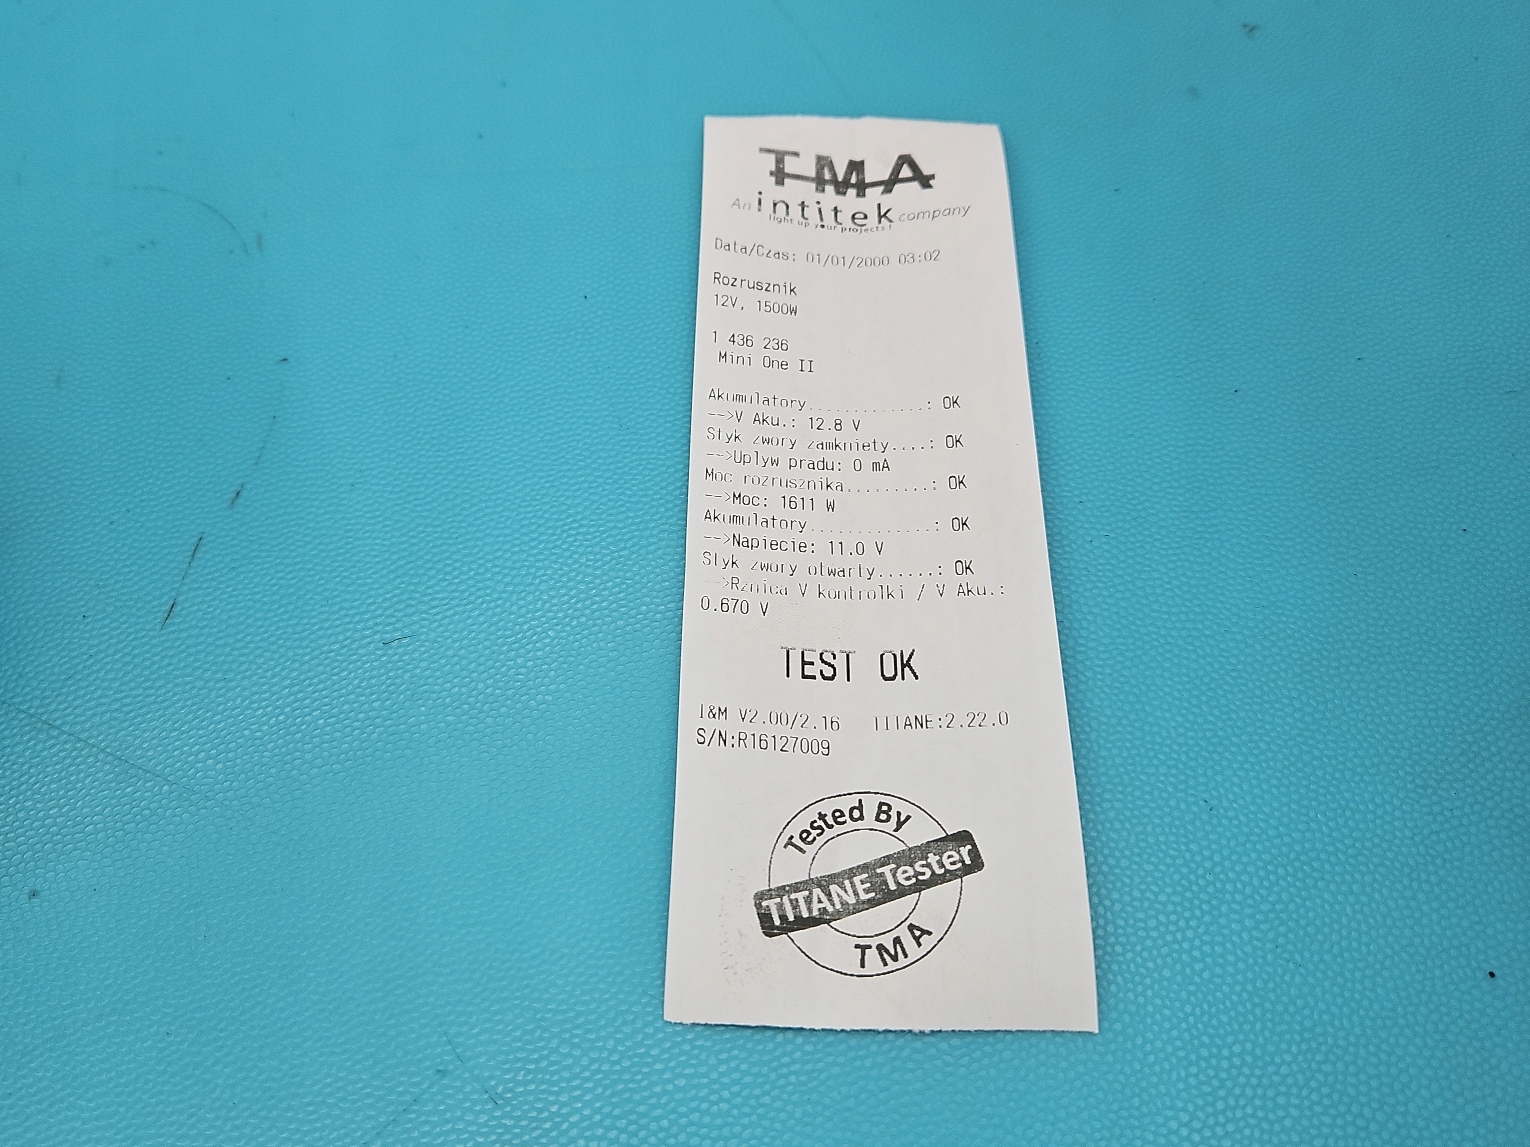 TMA
An intitek company
light up your projects!
Data/Czas: 01/01/2000 03:02
Rozrusznik
12V, 1500W
1 436 236
Mini One II
Akumulatory.............: OK
-->V Aku.: 12.8 V
Styk zwory zamkniety....: OK
-->Uplyw pradu: 0 mA
Moc rozrusznika.........: OK
-->Moc: 1611 W
Akumulatory.............: OK
-->Napiecie: 11.0 V
Styk zwory otwarty......: OK
-->Rznica V kontrolki / V Aku.:
0.670 V
TEST OK
I&M V2.00/2.16 TITANE:2.22.0
S/N:R16127009
Tested By
TITANE Tester
TMA